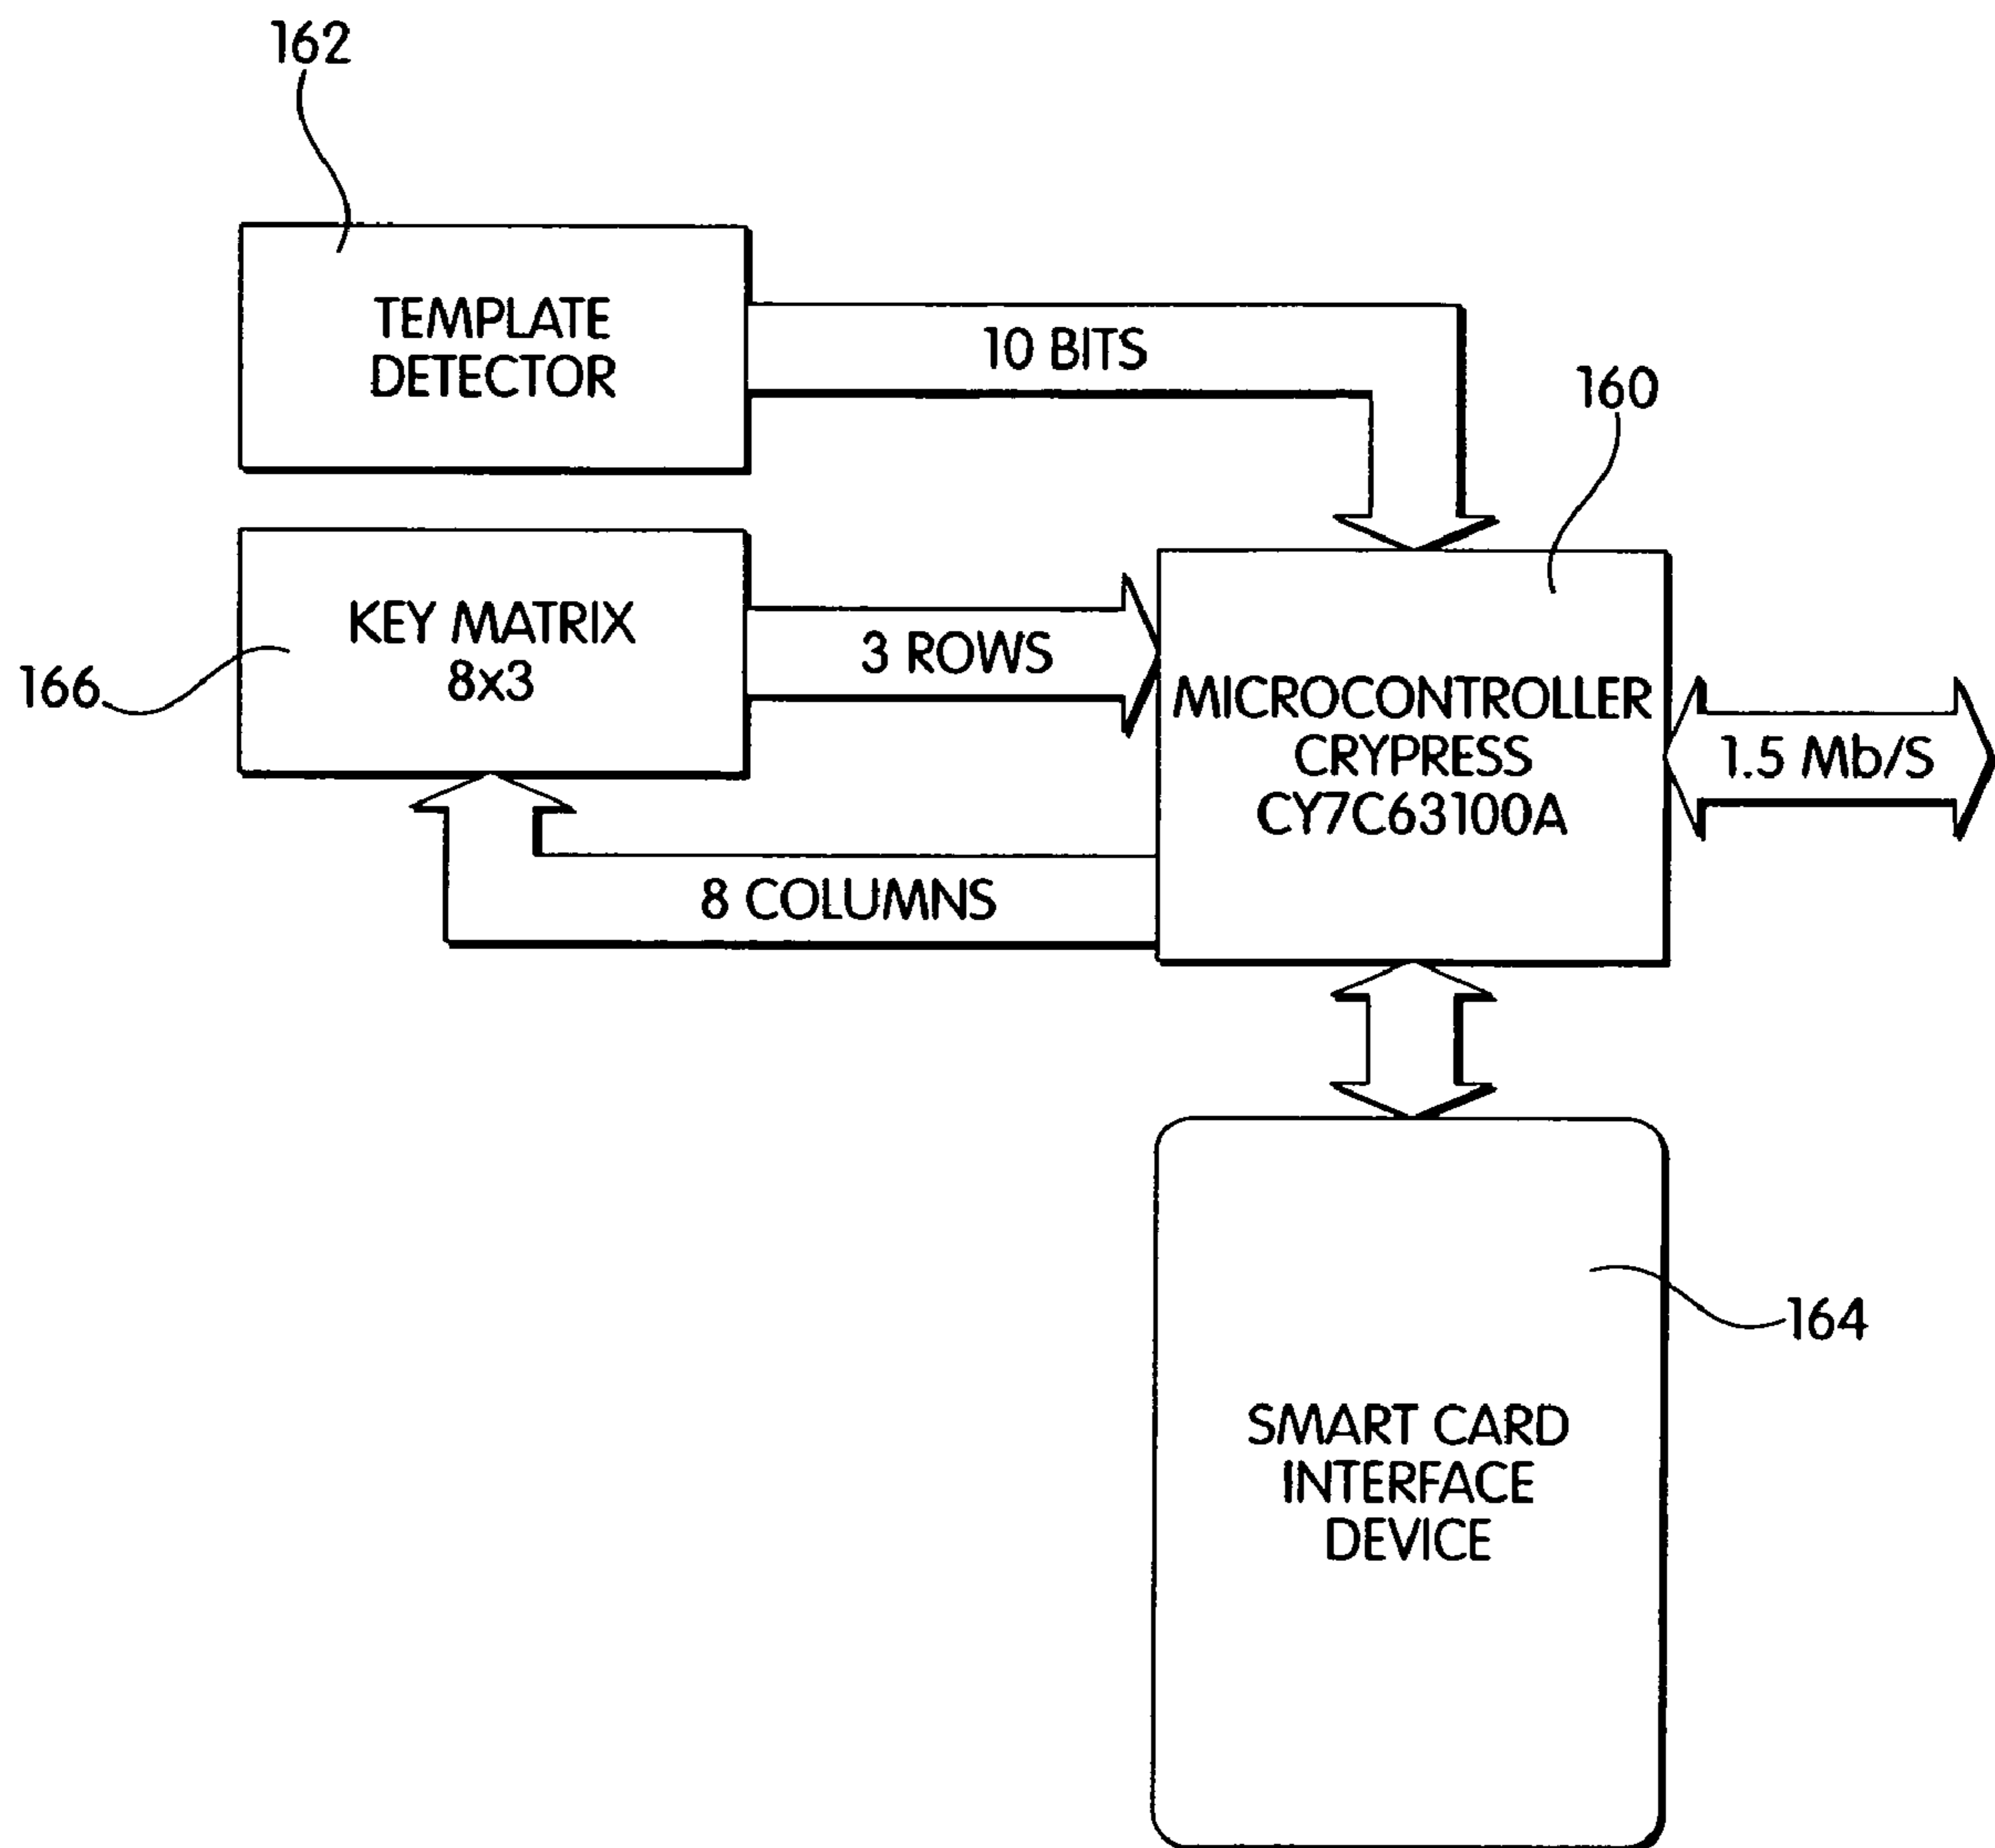 162
TEMPLATE
DETECTOR
10 BITS
160
KEY MATRIX
8x3
166
3 ROWS
MICROCONTROLLER
CRYPRESS
CY7C63100A
1.5 Mb/S
8 COLUMNS
164
SMART CARD
INTERFACE
DEVICE